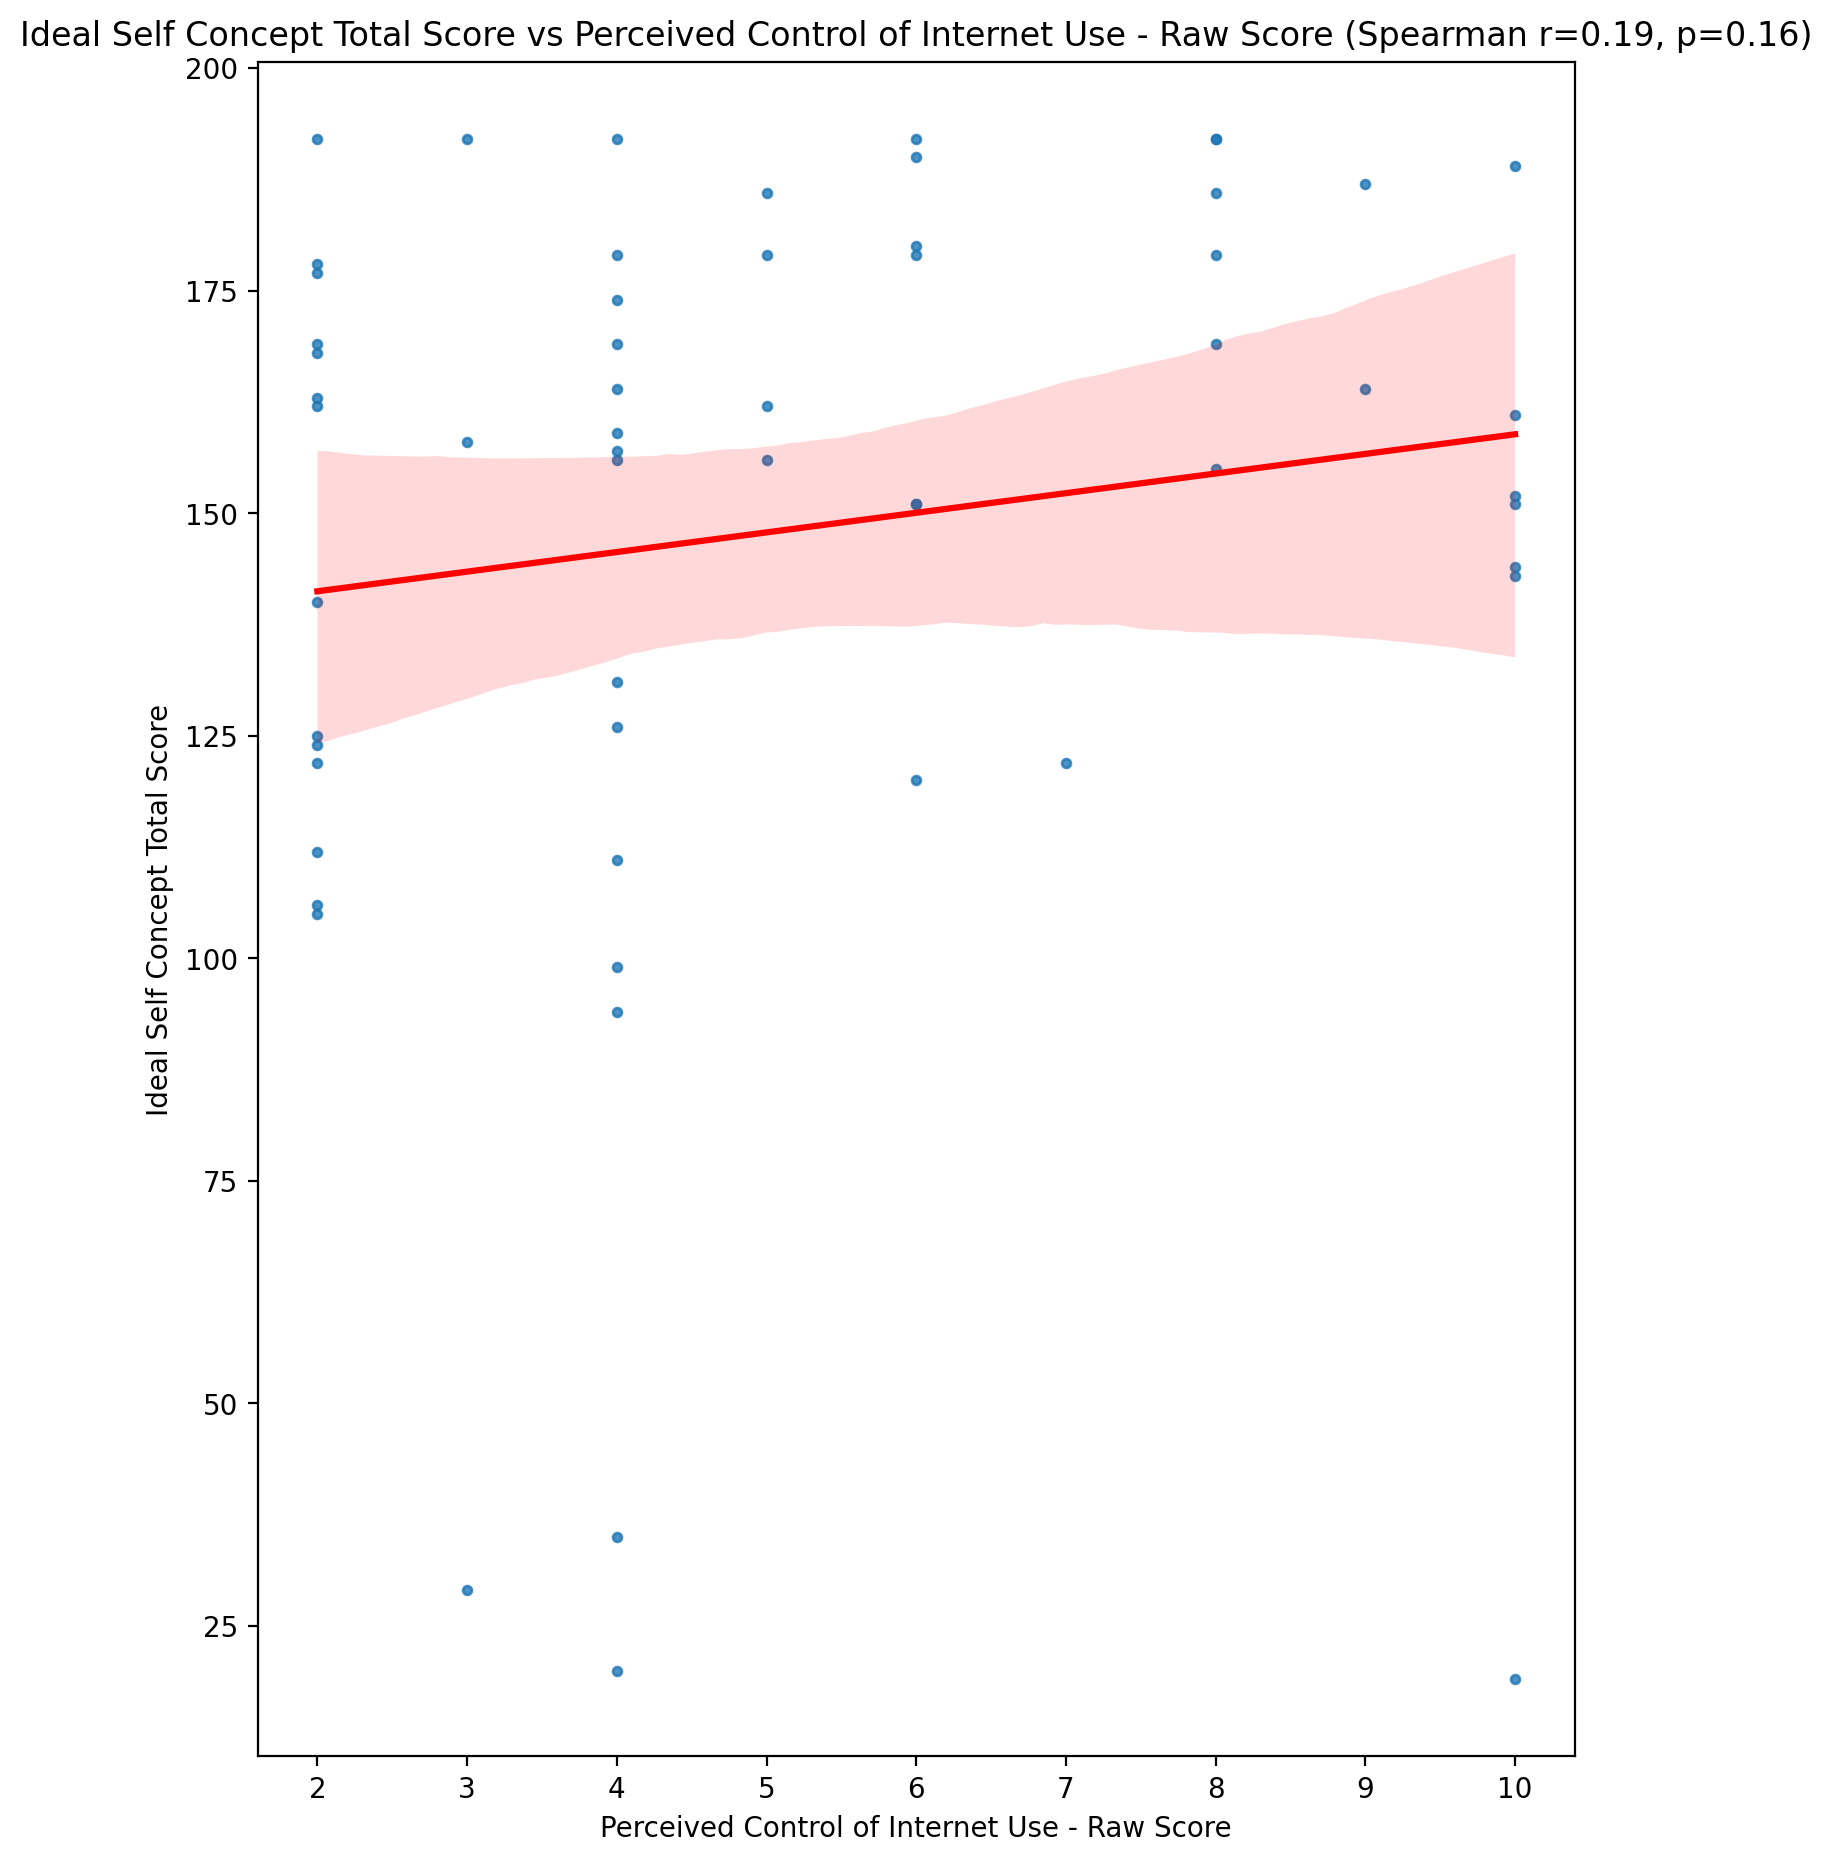 Ideal Self Concept Total Score vs Perceived Control of Internet Use - Raw Score (Spearman r=0.19, p=0.16)
200
175
150
125
100
75
50
25
Ideal Self Concept Total Score
2 3 4 5 6 7 8 9 10
Perceived Control of Internet Use - Raw Score